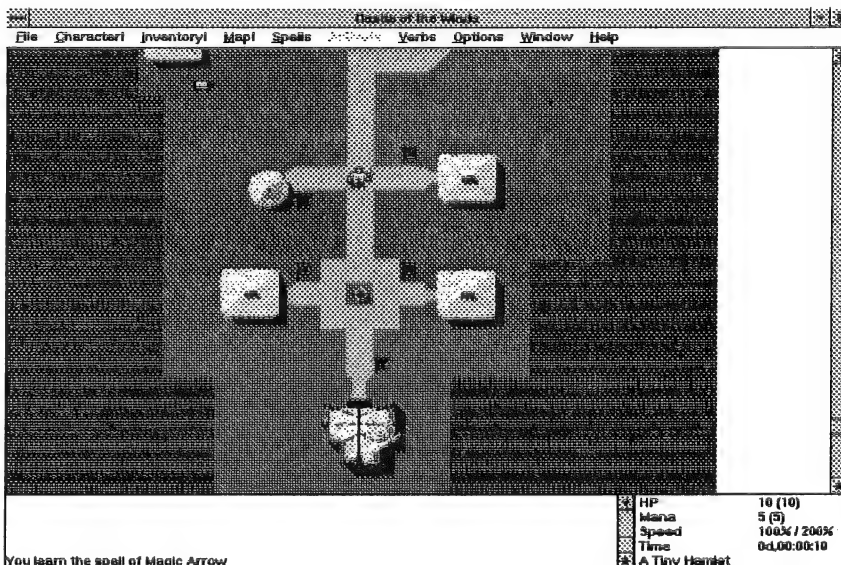 Castle of the Winds
File Character! Inventory! Map! Spells Activate Verbs Options Window Help
HP 10 (10)
Mana 5 (5)
Speed 100% / 200%
Time 0d,00:00:10
You learn the spell of Magic Arrow
A Tiny Hamlet